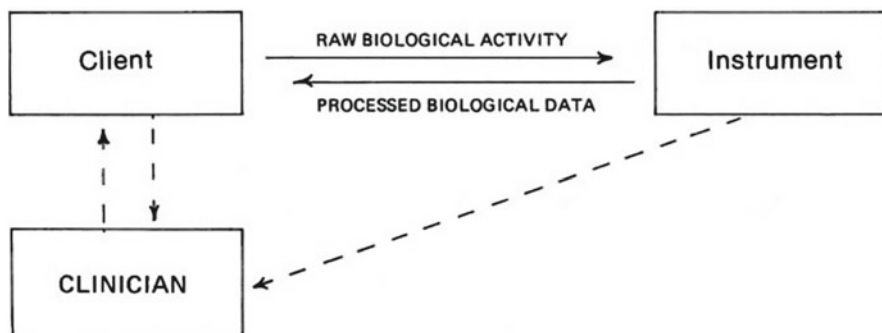 Client
RAW BIOLOGICAL ACTIVITY
Instrument
PROCESSED BIOLOGICAL DATA
CLINICIAN